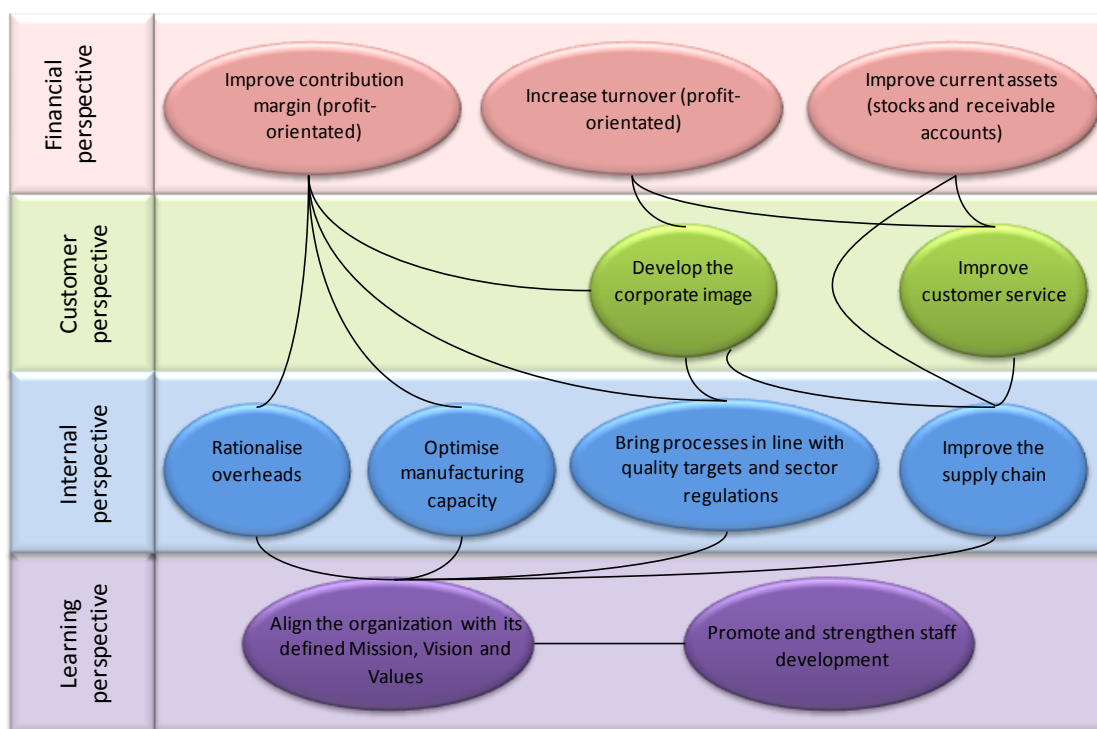 Financial
perspective
Improve contribution
margin (profit-
orientated)
Increase turnover (profit-
orientated)
Improve current assets
(stocks and receivable
accounts)
Customer
perspective
Develop the
corporate image
Improve
customer service
Internal
perspective
Rationalise
overheads
Optimise
manufacturing
capacity
Bring processes in line with
quality targets and sector
regulations
Improve the
supply chain
Learning
perspective
Align the organization with its
defined Mission, Vision and
Values
Promote and strengthen staff
development